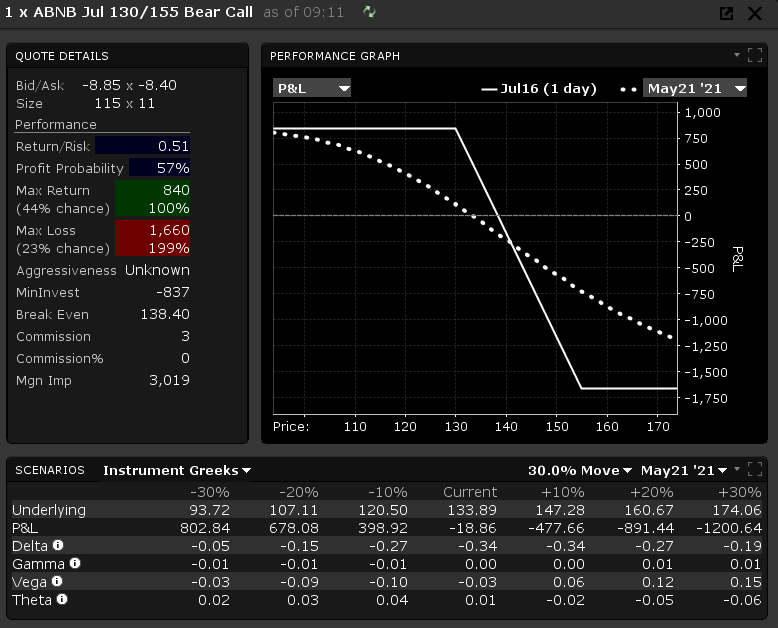 1 x ABNB Jul 130/155 Bear Call as of 09:11
QUOTE DETAILS
Bid/Ask -8.85 x -8.40
Size 115 x 11
Performance
Return/Risk 0.51
Profit Probability 57%
Max Return 840
(44% chance) 100%
Max Loss 1,660
(23% chance) 199%
Aggressiveness Unknown
MinInvest -837
Break Even 138.40
Commission 3
Commission% 0
Mgn Imp 3,019
PERFORMANCE GRAPH
P&L Jul16 (1 day) May21 '21
1,000
750
500
250
0
-250
-500
-750
-1,000
-1,250
-1,500
-1,750
P&L
Price: 110 120 130 140 150 160 170
SCENARIOS Instrument Greeks 30.0% Move May21 '21
-30% -20% -10% Current +10% +20% +30%
Underlying 93.72 107.11 120.50 133.89 147.28 160.67 174.06
P&L 802.84 678.08 398.92 -18.86 -477.66 -891.44 -1200.64
Delta -0.05 -0.15 -0.27 -0.34 -0.34 -0.27 -0.19
Gamma -0.01 -0.01 -0.01 0.00 0.00 0.01 0.01
Vega -0.03 -0.09 -0.10 -0.03 0.06 0.12 0.15
Theta 0.02 0.03 0.04 0.01 -0.02 -0.05 -0.06